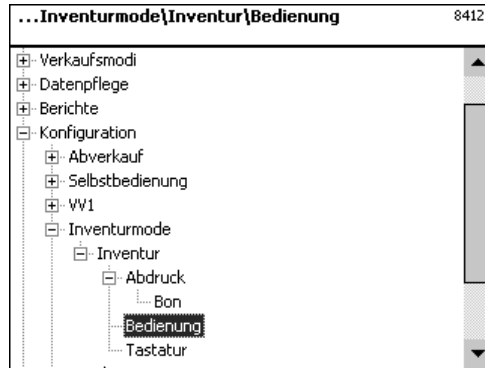 ...Inventurmode\Inventur\Bedienung 8412
Verkaufsmodi
Datenpflege
Berichte
Konfiguration
Abverkauf
Selbstbedienung
VV1
Inventurmode
Inventur
Abdruck
Bon
Bedienung
Tastatur